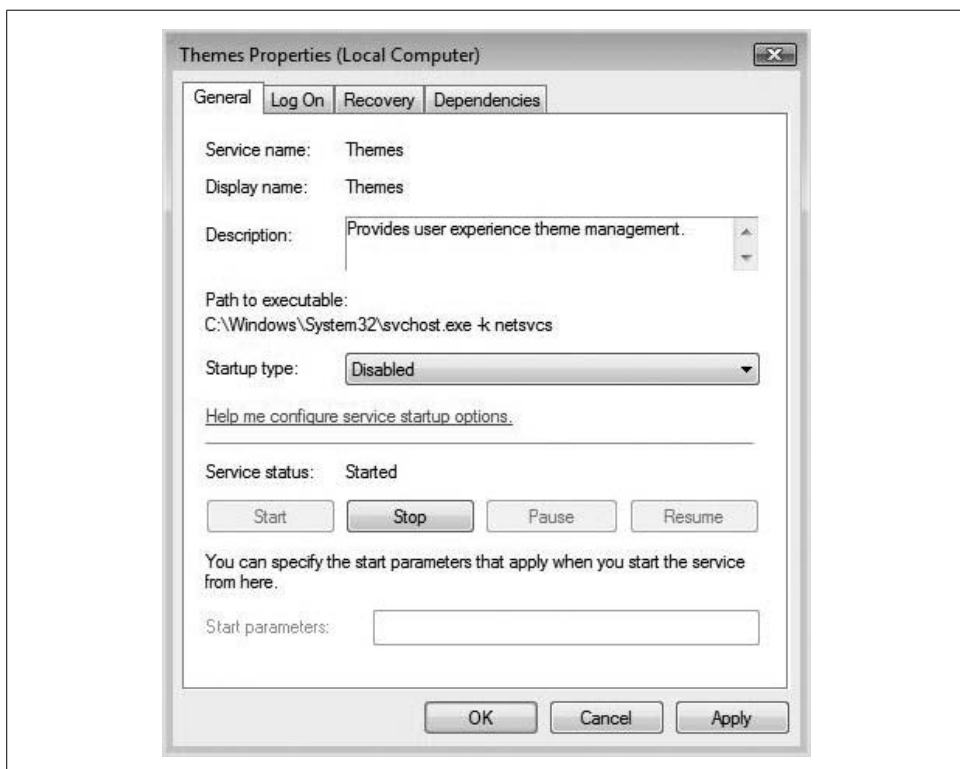 Themes Properties (Local Computer)
General Log On Recovery Dependencies
Service name: Themes
Display name: Themes
Description: Provides user experience theme management.
Path to executable:
C:\Windows\System32\svchost.exe -k netsvcs
Startup type: Disabled
Help me configure service startup options.
Service status: Started
Start Stop Pause Resume
You can specify the start parameters that apply when you start the service
from here.
Start parameters:
OK Cancel Apply